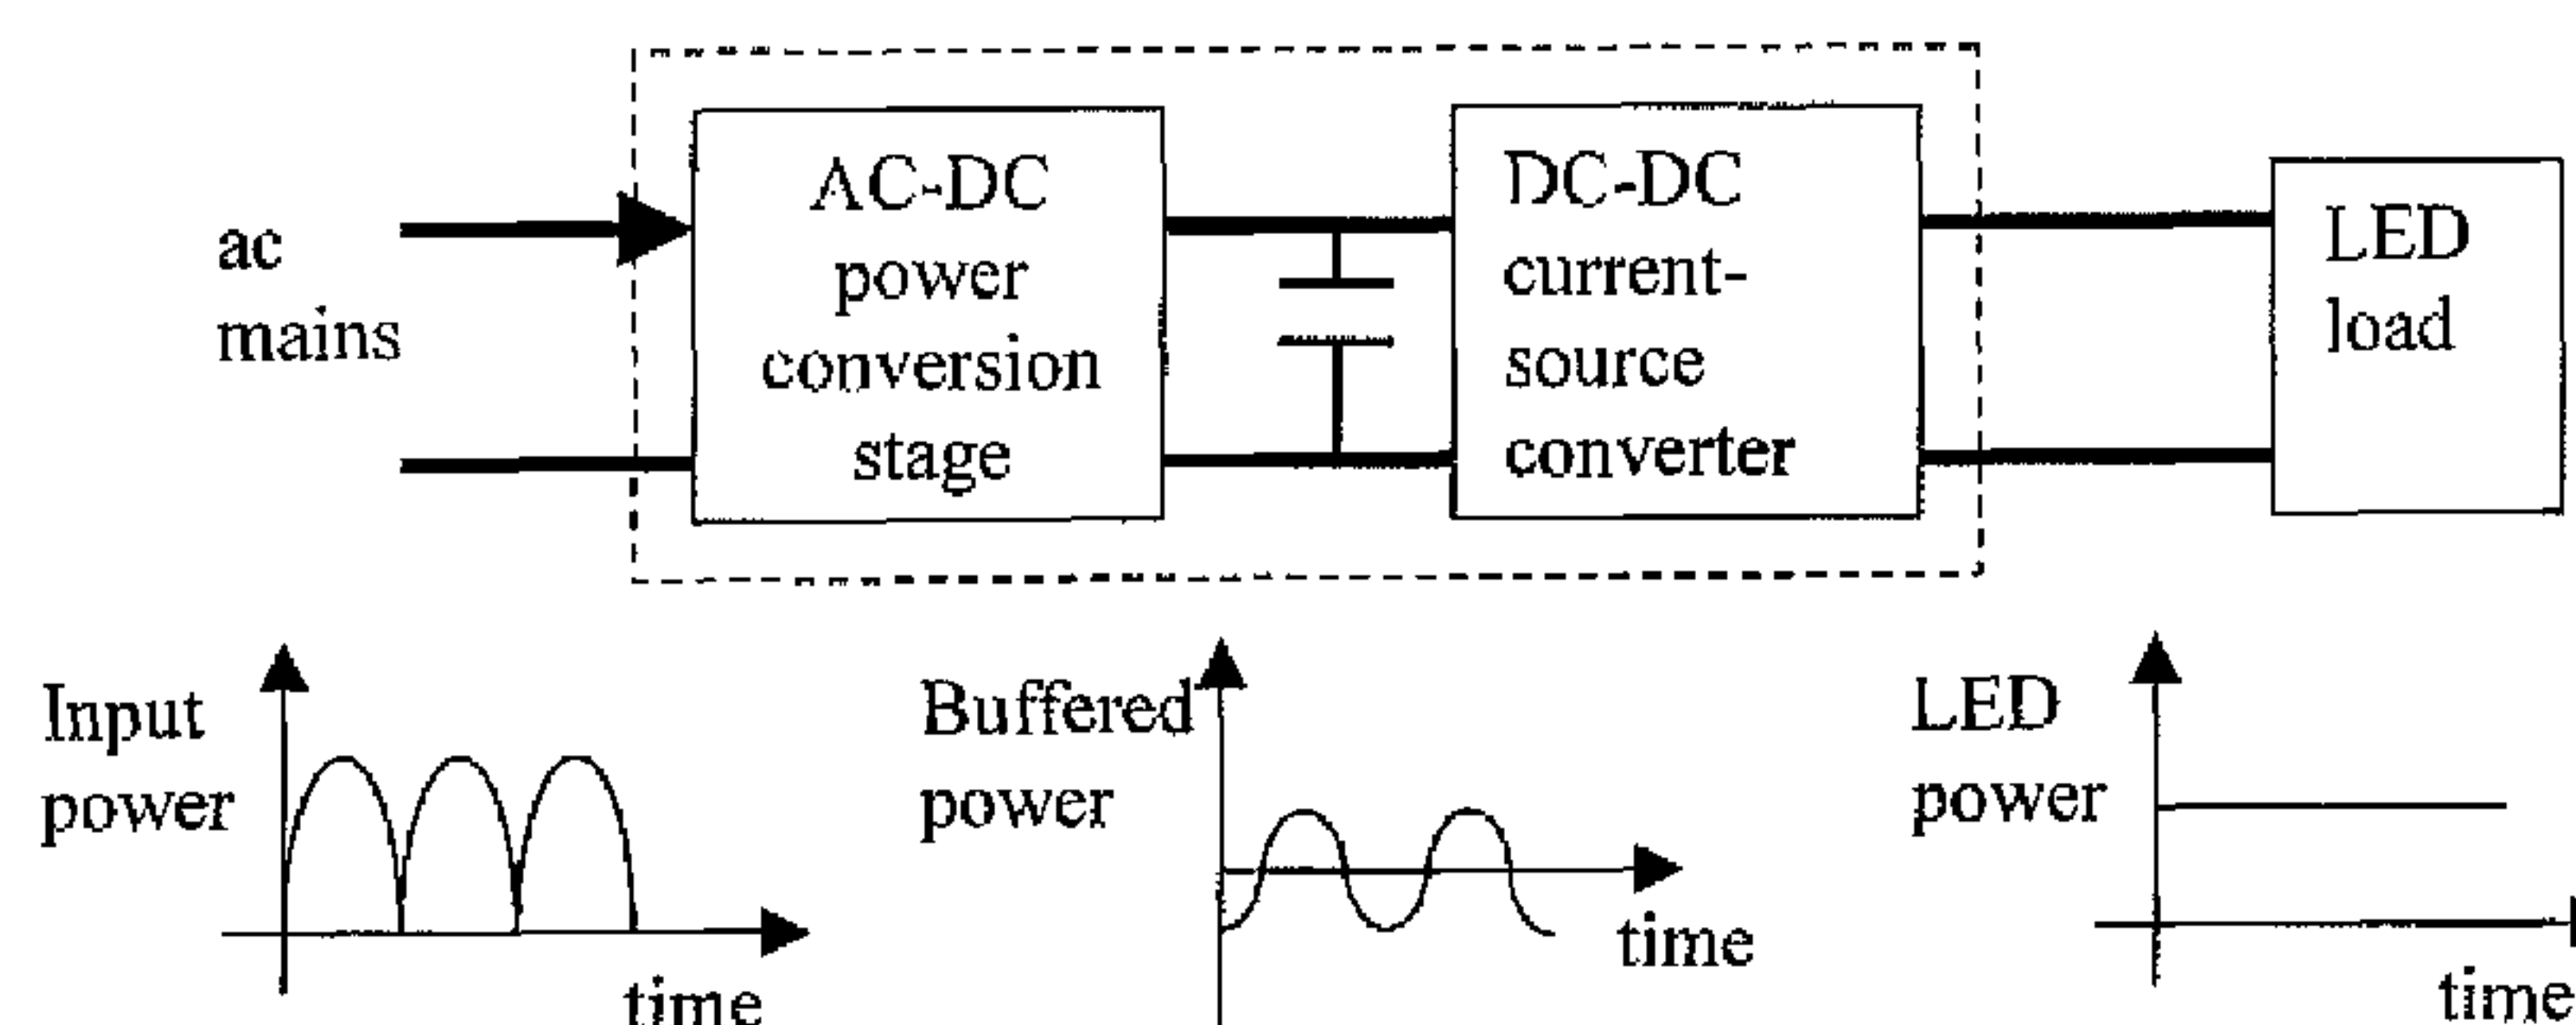 ac
mains
AC-DC
power
conversion
stage
DC-DC
current-
source
converter
LED
load
Input
power
time
Buffered
power
time
LED
power
time